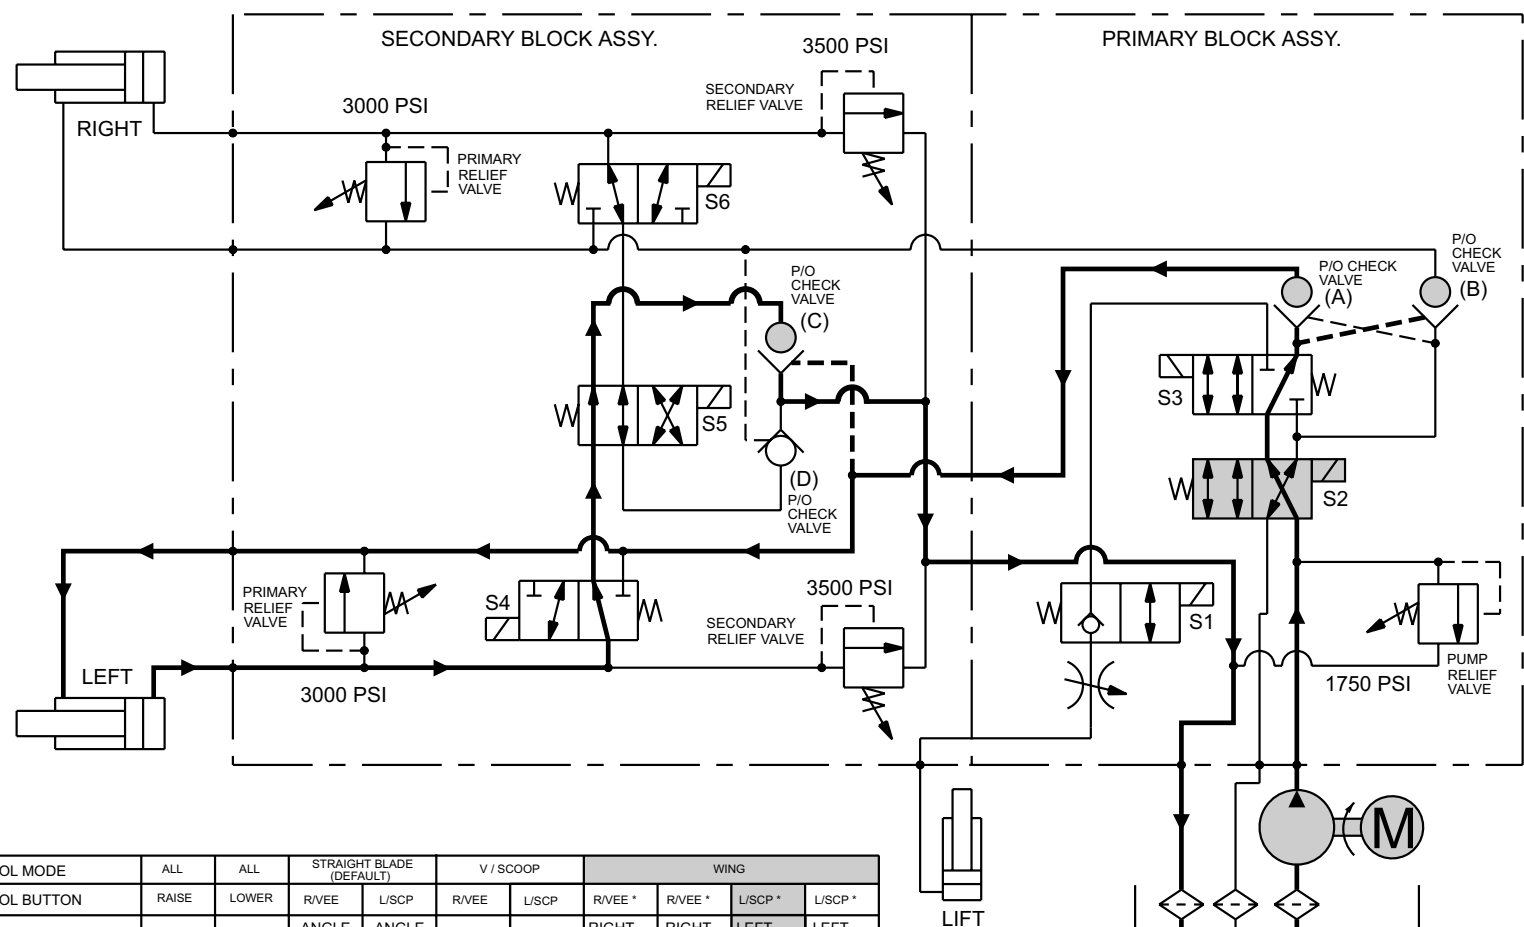 SECONDARY BLOCK ASSY.
3500 PSI
PRIMARY BLOCK ASSY.
SECONDARY
RELIEF VALVE
3000 PSI
RIGHT
PRIMARY
RELIEF
VALVE
S6
P/O
CHECK
VALVE
(C)
P/O CHECK
VALVE
(A)
P/O
CHECK
VALVE
(B)
S3
S5
(D)
P/O
CHECK
VALVE
S2
PRIMARY
RELIEF
VALVE
S4
3500 PSI
SECONDARY
RELIEF VALVE
S1
LEFT
3000 PSI
1750 PSI
PUMP
RELIEF
VALVE
M
LIFT
OL MODE ALL ALL STRAIGHT BLADE V / SCOOP WING
(DEFAULT)
OL BUTTON RAISE LOWER R/VEE L/SCP R/VEE L/SCP R/VEE * R/VEE * L/SCP * L/SCP *
ANGLE ANGLE RIGHT RIGHT LEFT LEFT